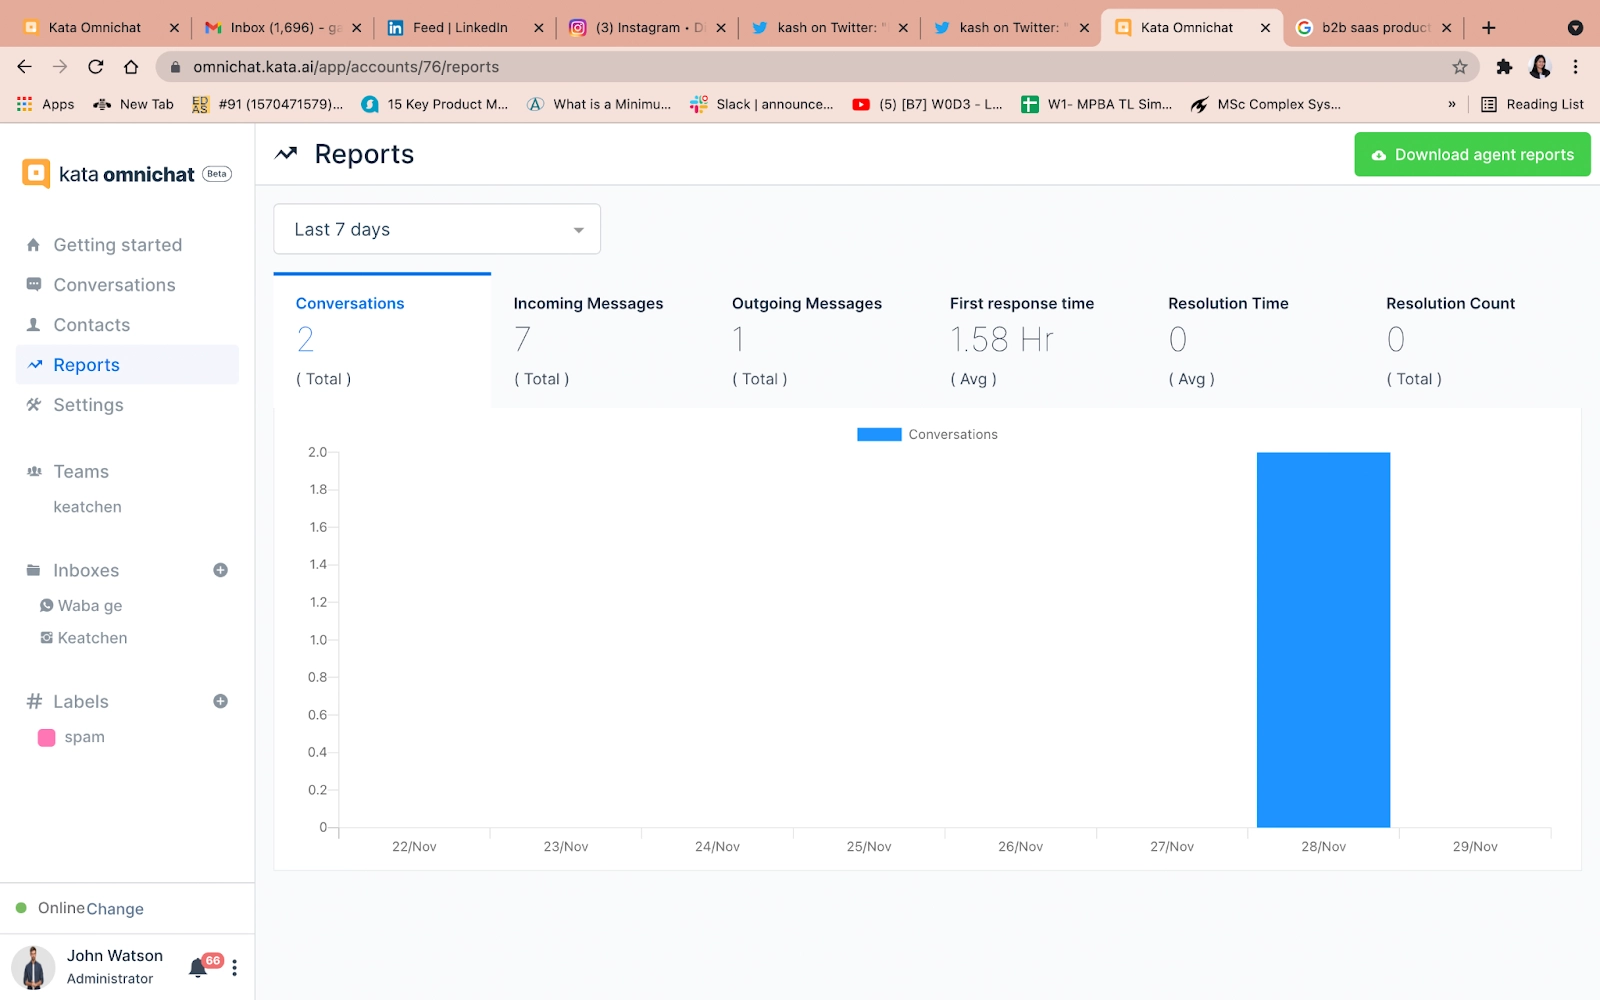 Kata Omnichat
Inbox (1,696) - ga
Feed | LinkedIn
(3) Instagram • Di
kash on Twitter: "
kash on Twitter: "
Kata Omnichat
b2b saas product
omnichat.kata.ai/app/accounts/76/reports
Apps
New Tab
#91 (1570471579)...
15 Key Product M...
What is a Minimu...
Slack | announce...
(5) [B7] W0D3 - L...
W1- MPBA TL Sim...
MSc Complex Sys...
»
Reading List
kata omnichat Beta
Getting started
Conversations
Contacts
Reports
Settings
Teams
keatchen
Inboxes
Waba ge
Keatchen
# Labels
spam
Online Change
John Watson
Administrator
66
Reports
Download agent reports
Last 7 days
Conversations
2
( Total )
Incoming Messages
7
( Total )
Outgoing Messages
1
( Total )
First response time
1.58 Hr
( Avg )
Resolution Time
0
( Avg )
Resolution Count
0
( Total )
Conversations
2.0
1.8
1.6
1.4
1.2
1.0
0.8
0.6
0.4
0.2
0
22/Nov 23/Nov 24/Nov 25/Nov 26/Nov 27/Nov 28/Nov 29/Nov